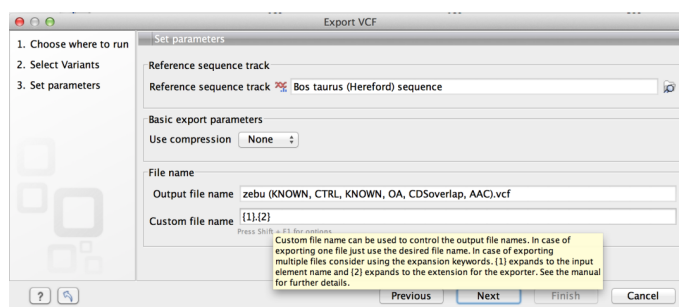 Export VCF
1. Choose where to run
2. Select Variants
3. Set parameters
Set parameters
Reference sequence track
Reference sequence track Bos taurus (Hereford) sequence
Basic export parameters
Use compression None
File name
Output file name zebu (KNOWN, CTRL, KNOWN, OA, CDSoverlap, AAC).vcf
Custom file name {1}.{2}
Press Shift + F1 for options
Custom file name can be used to control the output file names. In case of
exporting one file just use the desired file name. In case of exporting
multiple files consider using the expansion keywords. {1} expands to the input
element name and {2} expands to the extension for the exporter. See the manual
for further details.
? Previous Next Finish Cancel